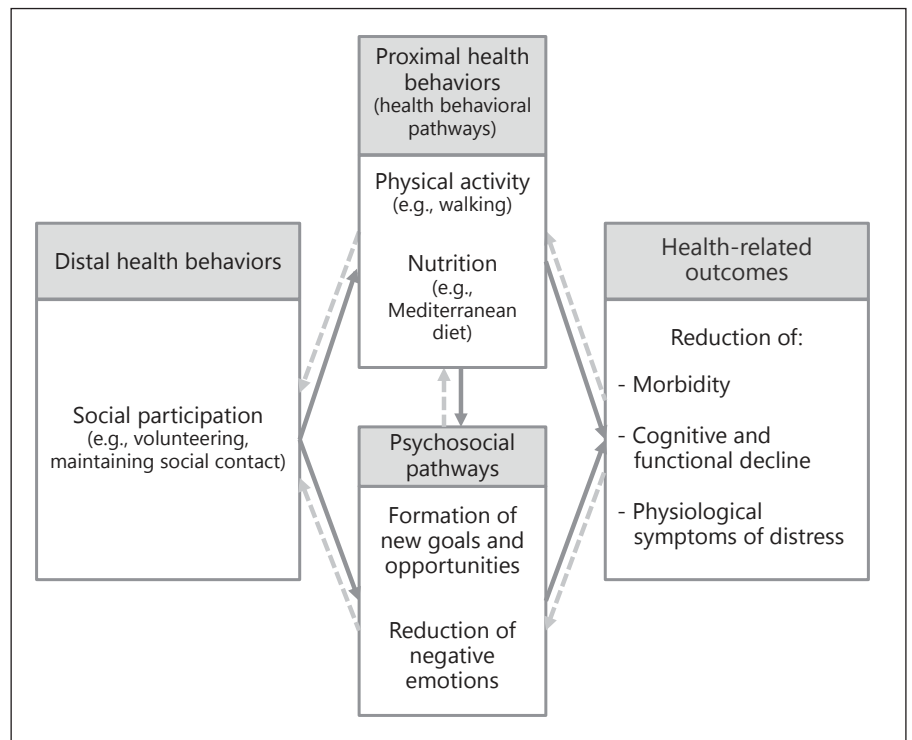 Proximal health
behaviors
(health behavioral
pathways)
Physical activity
(e.g., walking)
Nutrition
(e.g.,
Mediterranean
diet)
Distal health behaviors
Social participation
(e.g., volunteering,
maintaining social contact)
Psychosocial
pathways
Formation of
new goals and
opportunities
Reduction of
negative
emotions
Health-related
outcomes
Reduction of:
- Morbidity
- Cognitive and
functional decline
- Physiological
symptoms of distress